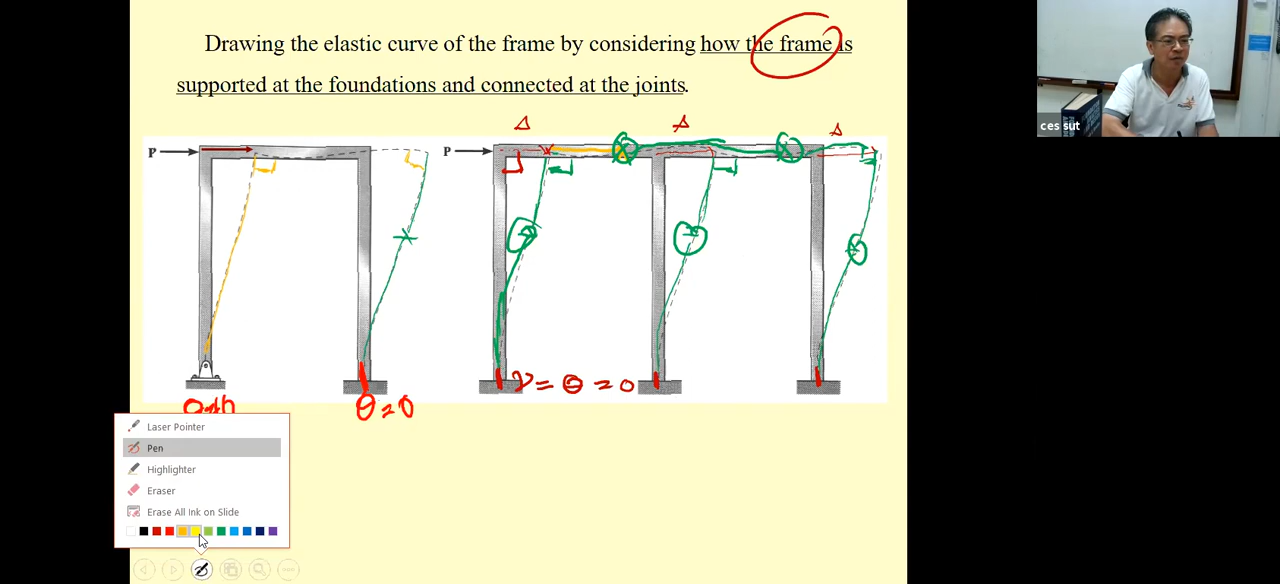 Drawing the elastic curve of the frame by considering how the frame is
supported at the foundations and connected at the joints.
ces sut
Δ Δ Δ
P P
ν = θ = 0
θ = 0
Laser Pointer
Pen
Highlighter
Eraser
Erase All Ink on Slide